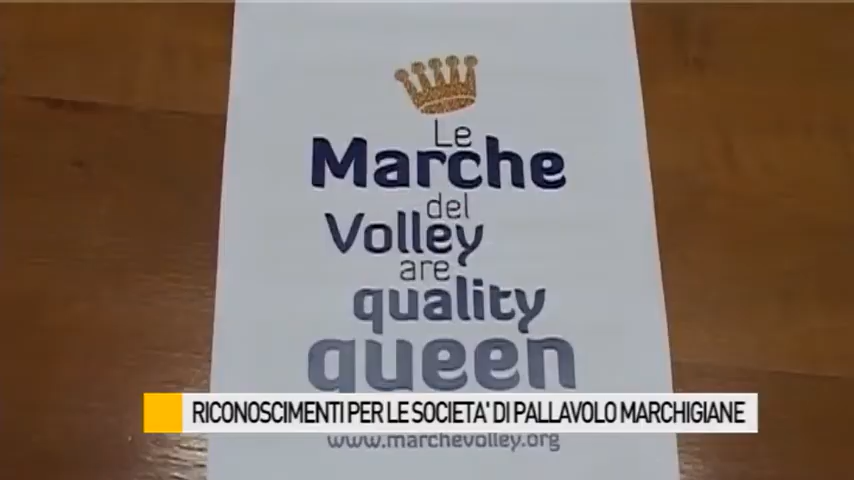 Le
Marche
del
Volley
are
quality
queen
RICONOSCIMENTI PER LE SOCIETA' DI PALLAVOLO MARCHIGIANE
www.marchevolley.org